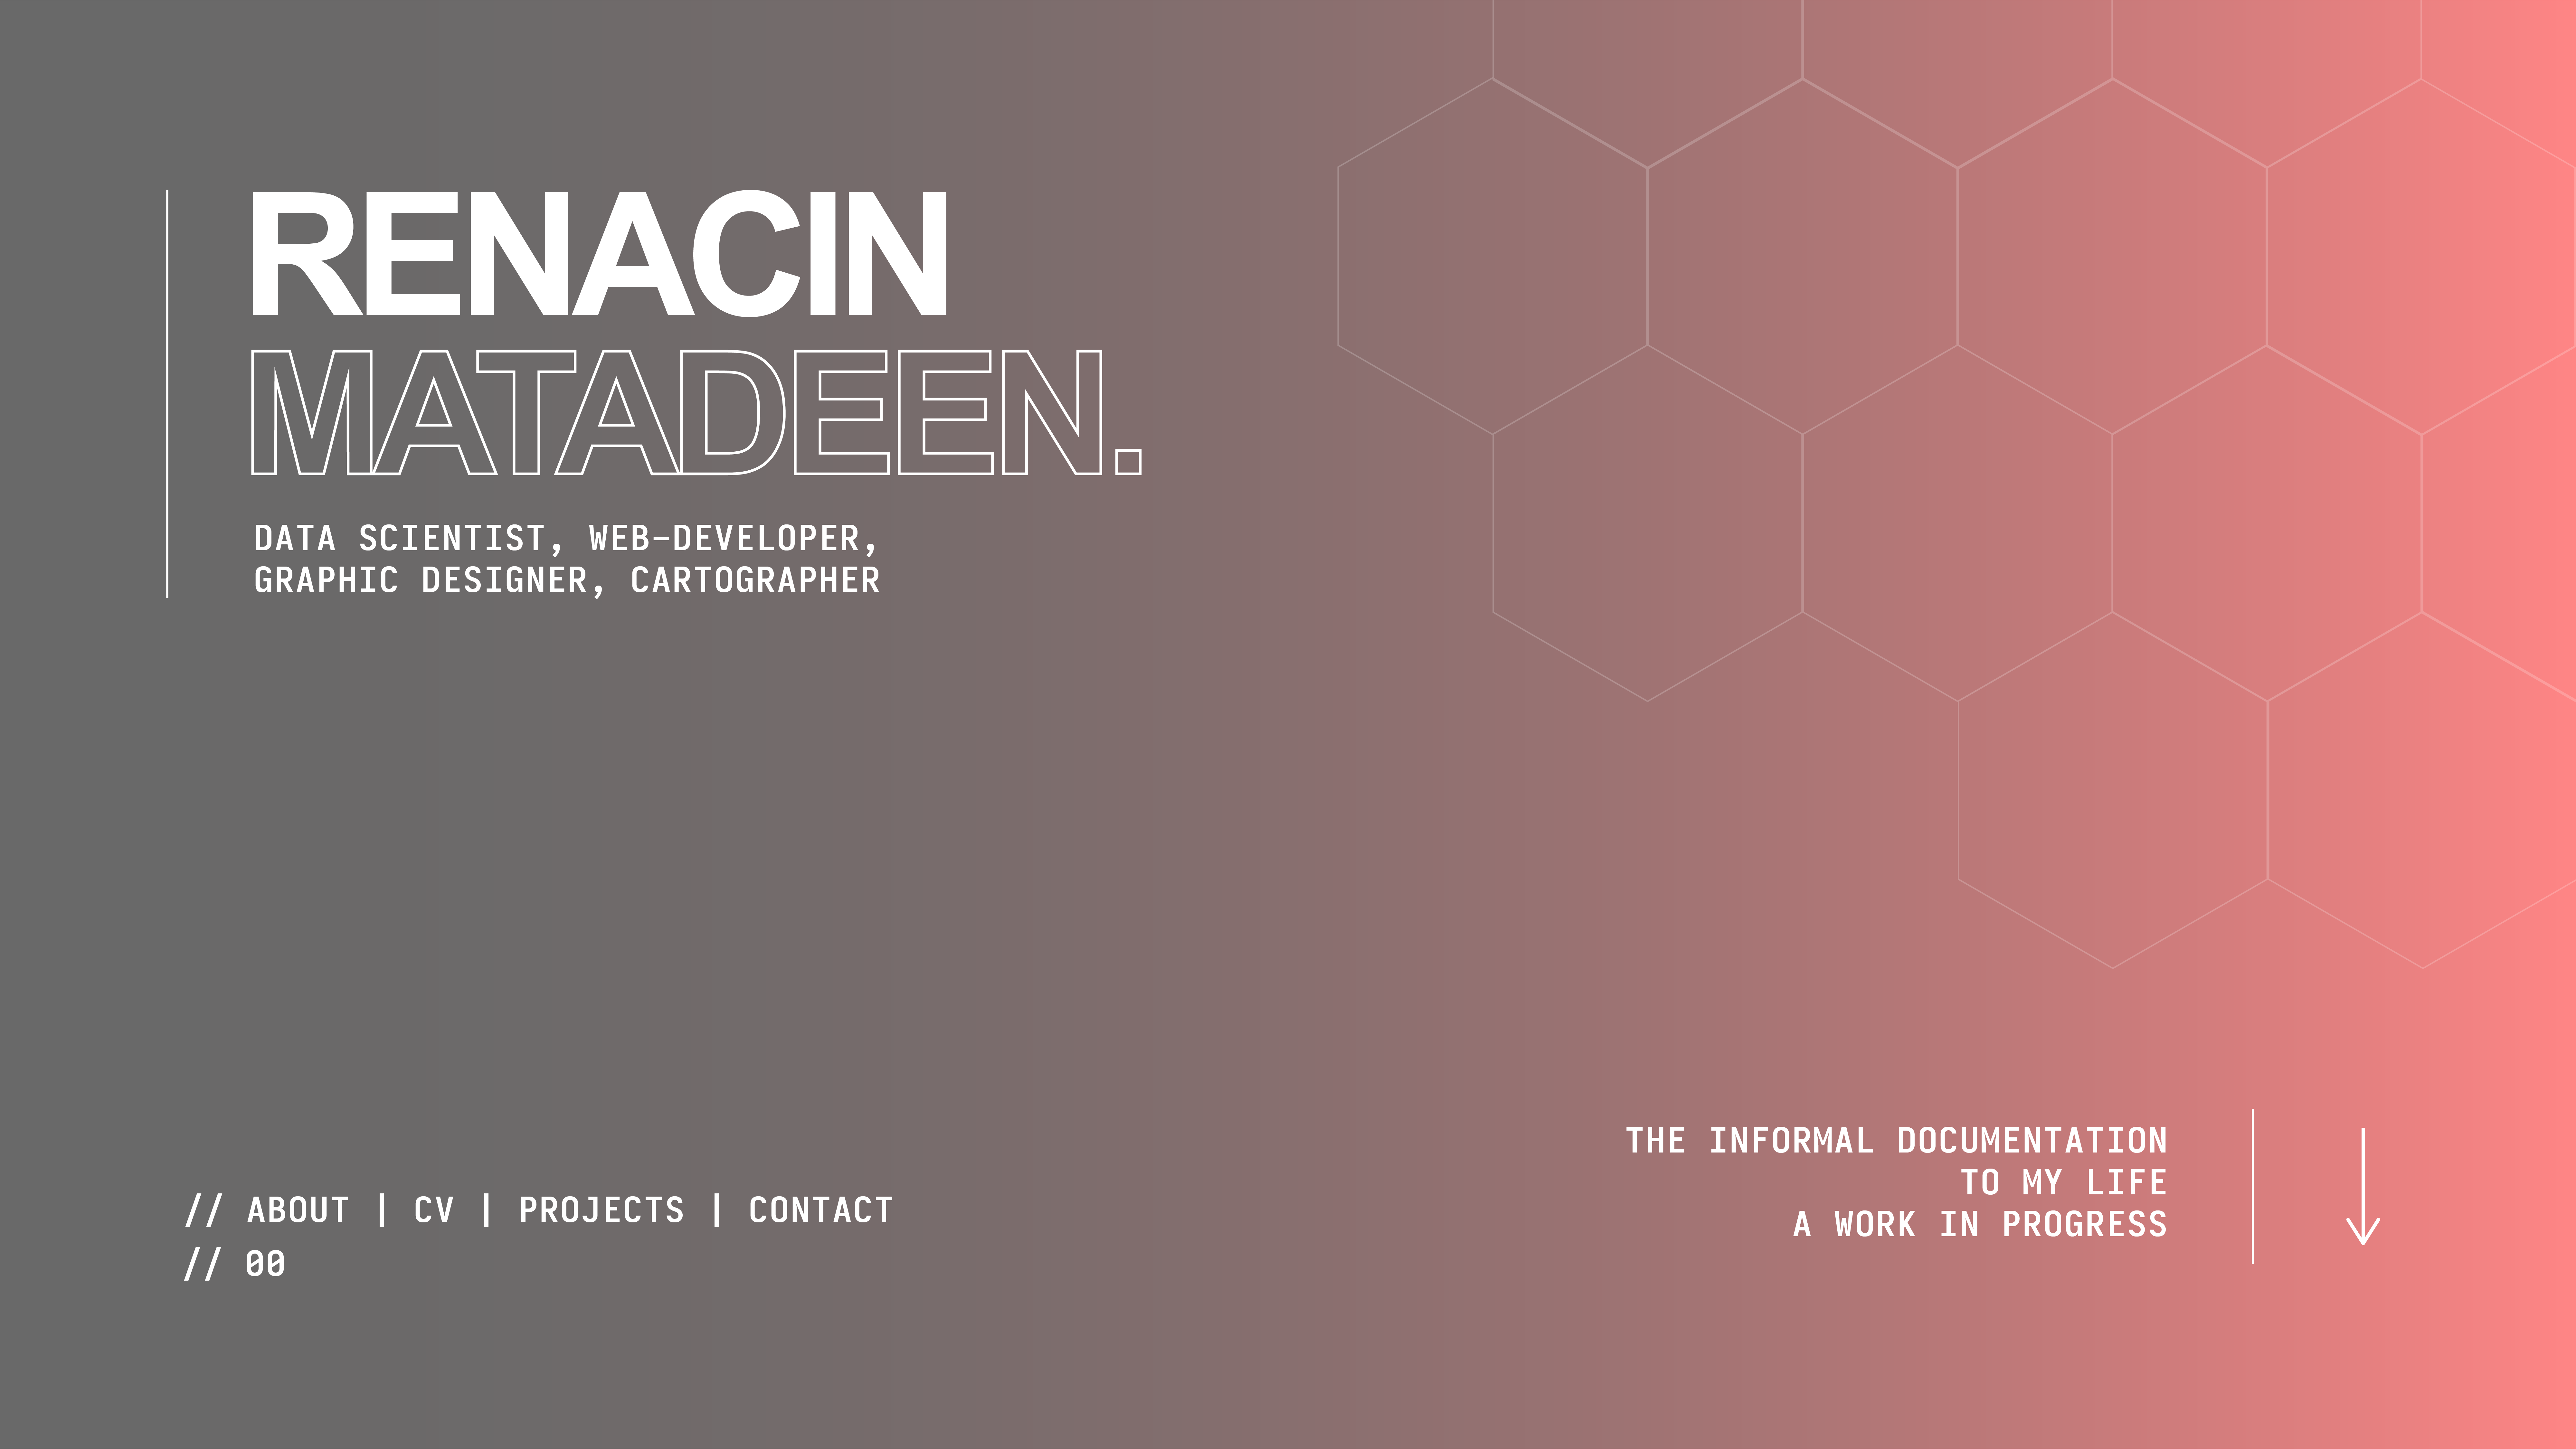 RENACIN
MATADEEN.
DATA SCIENTIST, WEB-DEVELOPER,
GRAPHIC DESIGNER, CARTOGRAPHER
// ABOUT | CV | PROJECTS | CONTACT
// 00
THE INFORMAL DOCUMENTATION
TO MY LIFE
A WORK IN PROGRESS